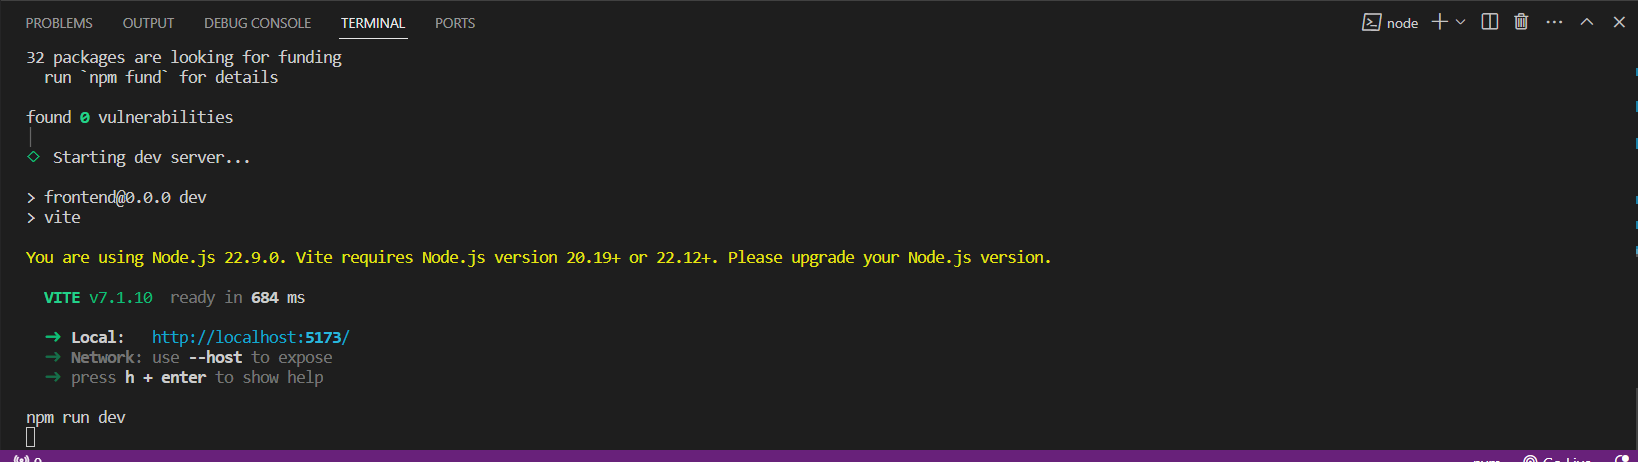 PROBLEMS OUTPUT DEBUG CONSOLE TERMINAL PORTS node
32 packages are looking for funding
run `npm fund` for details
found 0 vulnerabilities
Starting dev server...
> frontend@0.0.0 dev
> vite
You are using Node.js 22.9.0. Vite requires Node.js version 20.19+ or 22.12+. Please upgrade your Node.js version.
VITE v7.1.10 ready in 684 ms
➜ Local: http://localhost:5173/
➜ Network: use --host to expose
➜ press h + enter to show help
npm run dev
Go Live